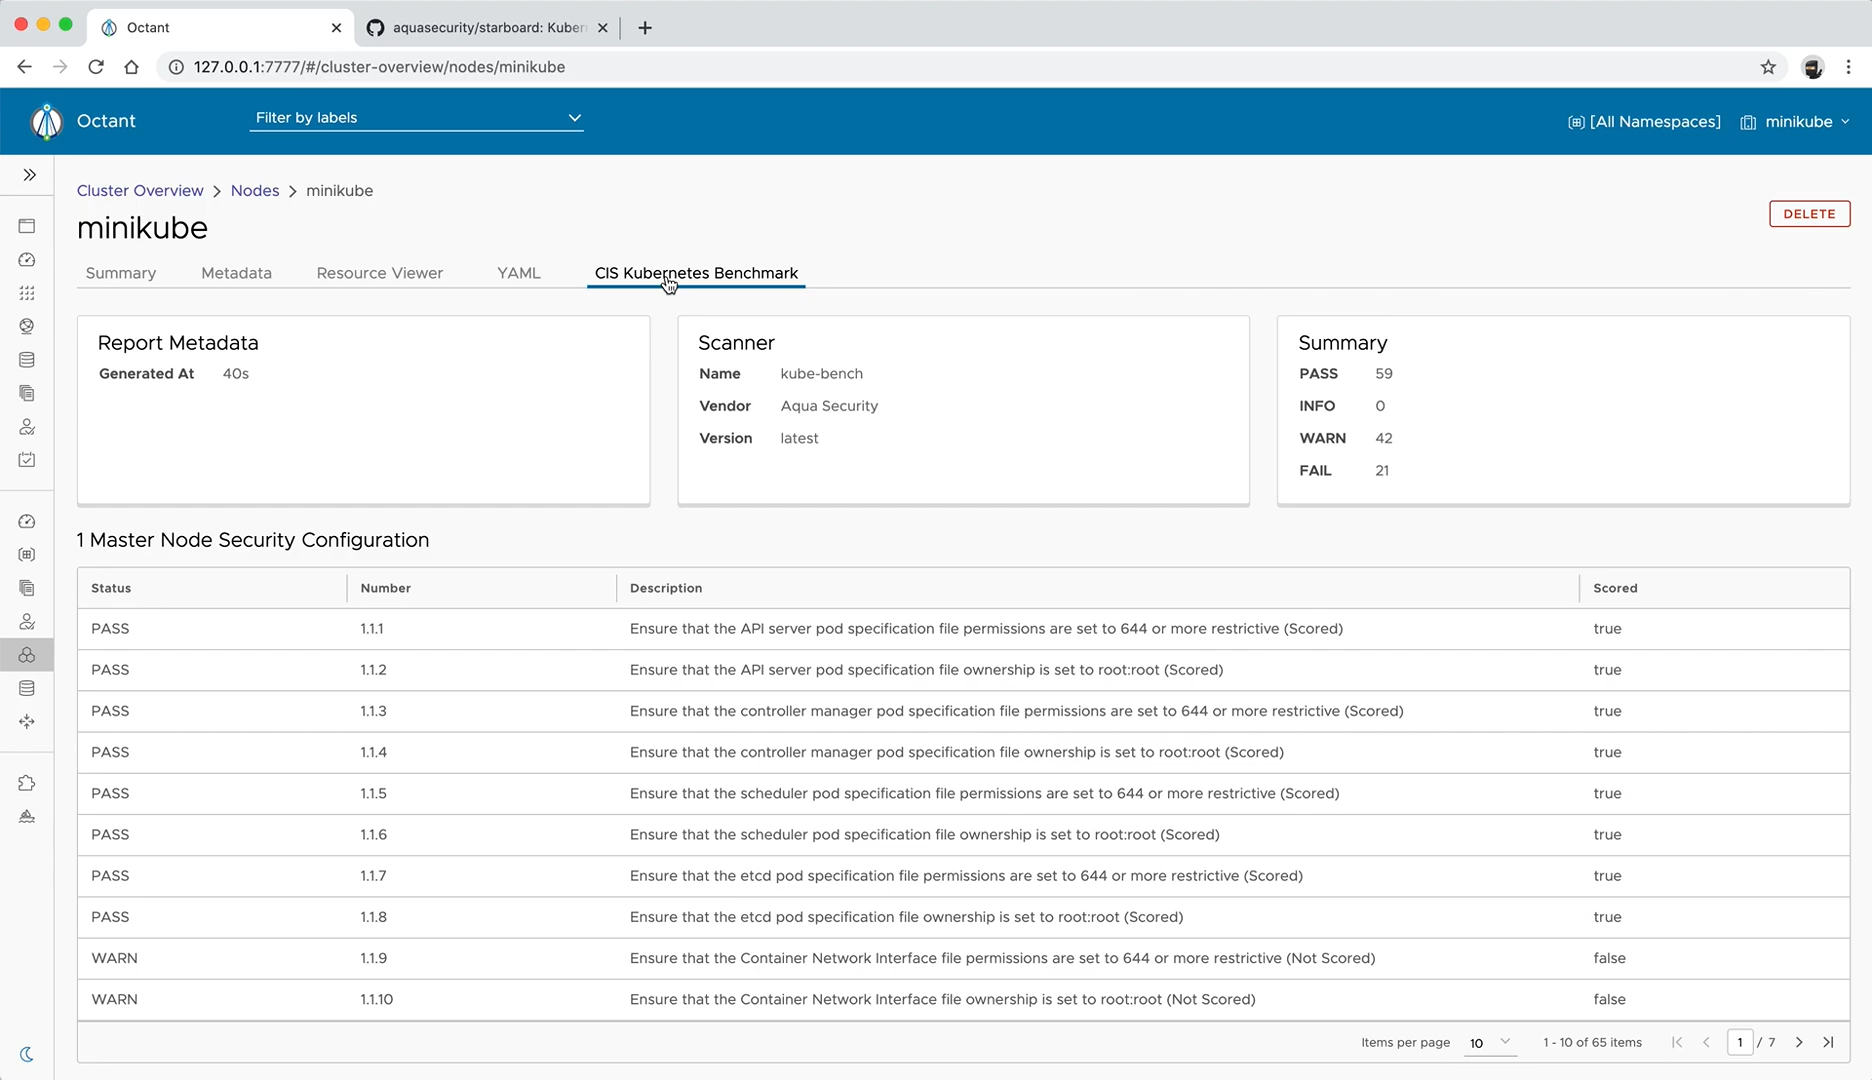 Octant
aquasecurity/starboard: Kuber
127.0.0.1:7777/#/cluster-overview/nodes/minikube
Octant
Filter by labels
[All Namespaces]
minikube
Cluster Overview > Nodes > minikube
minikube
DELETE
Summary
Metadata
Resource Viewer
YAML
CIS Kubernetes Benchmark
Report Metadata
Generated At 40s
Scanner
Name kube-bench
Vendor Aqua Security
Version latest
Summary
PASS 59
INFO 0
WARN 42
FAIL 21
1 Master Node Security Configuration
Status Number Description Scored
PASS 1.1.1 Ensure that the API server pod specification file permissions are set to 644 or more restrictive (Scored) true
PASS 1.1.2 Ensure that the API server pod specification file ownership is set to root:root (Scored) true
PASS 1.1.3 Ensure that the controller manager pod specification file permissions are set to 644 or more restrictive (Scored) true
PASS 1.1.4 Ensure that the controller manager pod specification file ownership is set to root:root (Scored) true
PASS 1.1.5 Ensure that the scheduler pod specification file permissions are set to 644 or more restrictive (Scored) true
PASS 1.1.6 Ensure that the scheduler pod specification file ownership is set to root:root (Scored) true
PASS 1.1.7 Ensure that the etcd pod specification file permissions are set to 644 or more restrictive (Scored) true
PASS 1.1.8 Ensure that the etcd pod specification file ownership is set to root:root (Scored) true
WARN 1.1.9 Ensure that the Container Network Interface file permissions are set to 644 or more restrictive (Not Scored) false
WARN 1.1.10 Ensure that the Container Network Interface file ownership is set to root:root (Not Scored) false
Items per page 10 1 - 10 of 65 items 1 / 7